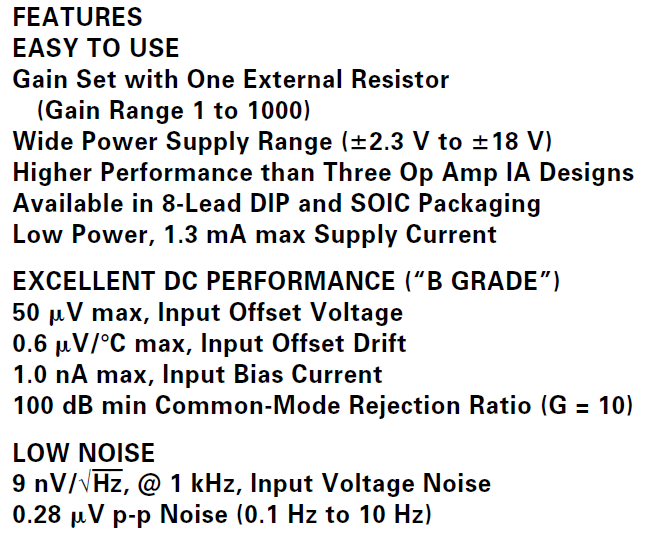 FEATURES
EASY TO USE
Gain Set with One External Resistor
(Gain Range 1 to 1000)
Wide Power Supply Range (±2.3 V to ±18 V)
Higher Performance than Three Op Amp IA Designs
Available in 8-Lead DIP and SOIC Packaging
Low Power, 1.3 mA max Supply Current
EXCELLENT DC PERFORMANCE (“B GRADE”)
50 μV max, Input Offset Voltage
0.6 μV/°C max, Input Offset Drift
1.0 nA max, Input Bias Current
100 dB min Common-Mode Rejection Ratio (G = 10)
LOW NOISE
9 nV/√Hz, @ 1 kHz, Input Voltage Noise
0.28 μV p-p Noise (0.1 Hz to 10 Hz)